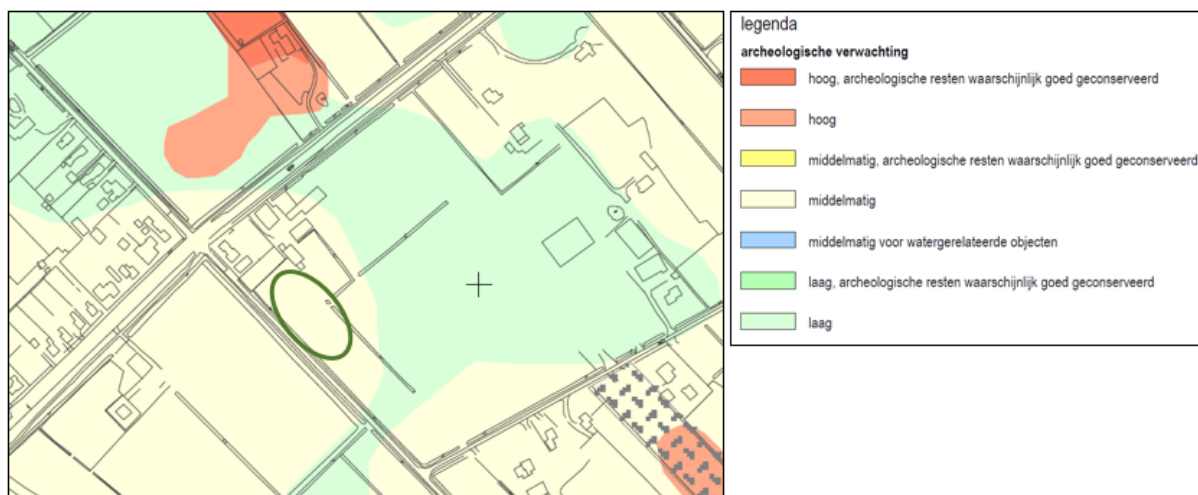 legenda
archeologische verwachting
hoog, archeologische resten waarschijnlijk goed geconserveerd
hoog
middelmatig, archeologische resten waarschijnlijk goed geconserveerd
middelmatig
middelmatig voor watergerelateerde objecten
laag, archeologische resten waarschijnlijk goed geconserveerd
laag